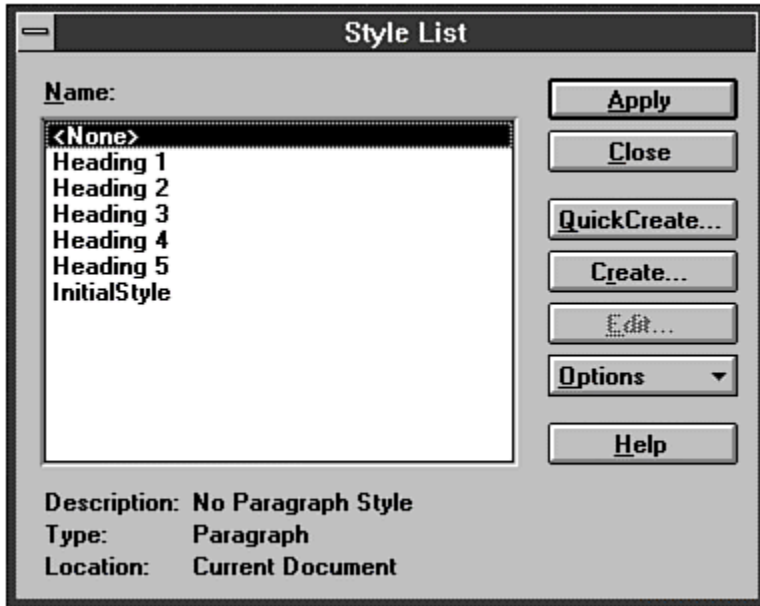 Style List
Name:
<None>
Heading 1
Heading 2
Heading 3
Heading 4
Heading 5
InitialStyle
Apply
Close
QuickCreate...
Create...
Edit...
Options
Help
Description: No Paragraph Style
Type: Paragraph
Location: Current Document